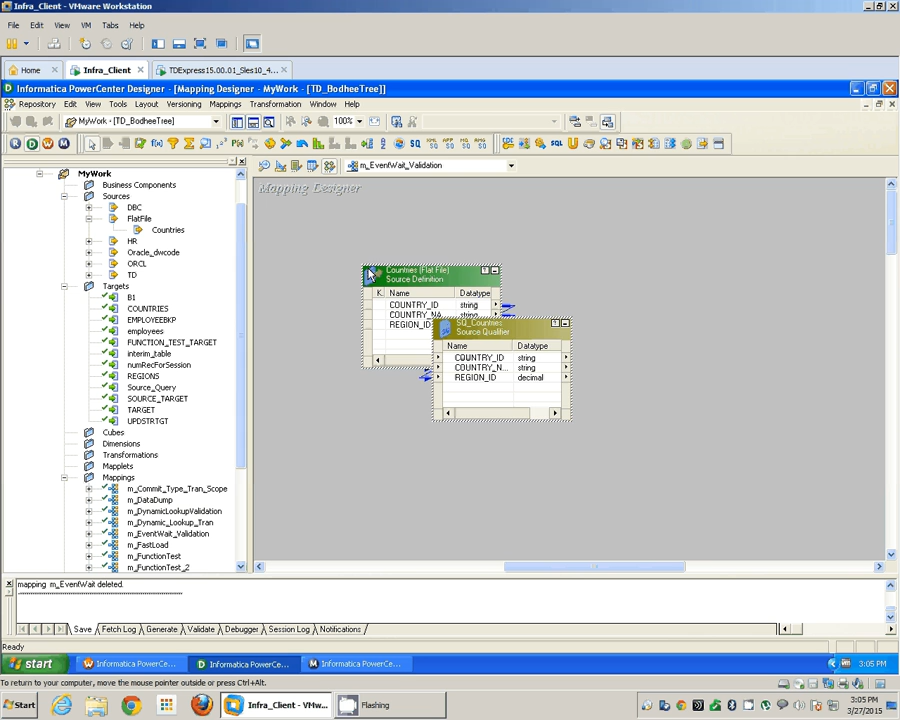 Infra_Client - VMware Workstation
File Edit View VM Tabs Help
Home Infra_Client TDExpress15.00.01_Sles10_4...
Informatica PowerCenter Designer - [Mapping Designer - MyWork - [TD_BodheeTree]]
Repository Edit View Tools Layout Versioning Mappings Transformation Window Help
MyWork - [TD_BodheeTree] 100%
m_EventWait_Validation
MyWork
Business Components
Sources
DBC
FlatFile
Countries
HR
Oracle_dwcode
ORCL
TD
Targets
B1
COUNTRIES
EMPLOYEEBKP
employees
FUNCTION_TEST_TARGET
interim_table
numRecForSession
REGIONS
Source_Query
SOURCE_TARGET
TARGET
UPDSTRTGT
Cubes
Dimensions
Transformations
Mapplets
Mappings
m_Commit_Type_Tran_Scope
m_DataDump
m_DynamicLookupValidation
m_Dynamic_Lookup_Tran
m_EventWait_Validation
m_FastLoad
m_FunctionTest
m_FunctionTest_2
Mapping Designer
Countries (Flat File)
Source Definition
K Name Datatype
COUNTRY_ID string
COUNTRY_NA string
REGION_ID
SQ_Countries
Source Qualifier
Name Datatype
COUNTRY_ID string
COUNTRY_N... string
REGION_ID decimal
mapping m_EventWait deleted.
Save Fetch Log Generate Validate Debugger Session Log Notifications
Ready
start Informatica PowerCe... Informatica PowerCe... Informatica PowerCe... 3:05 PM
To return to your computer, move the mouse pointer outside or press Ctrl+Alt.
Start Infra_Client - VMw... Flashing 3:05 PM
3/27/2015